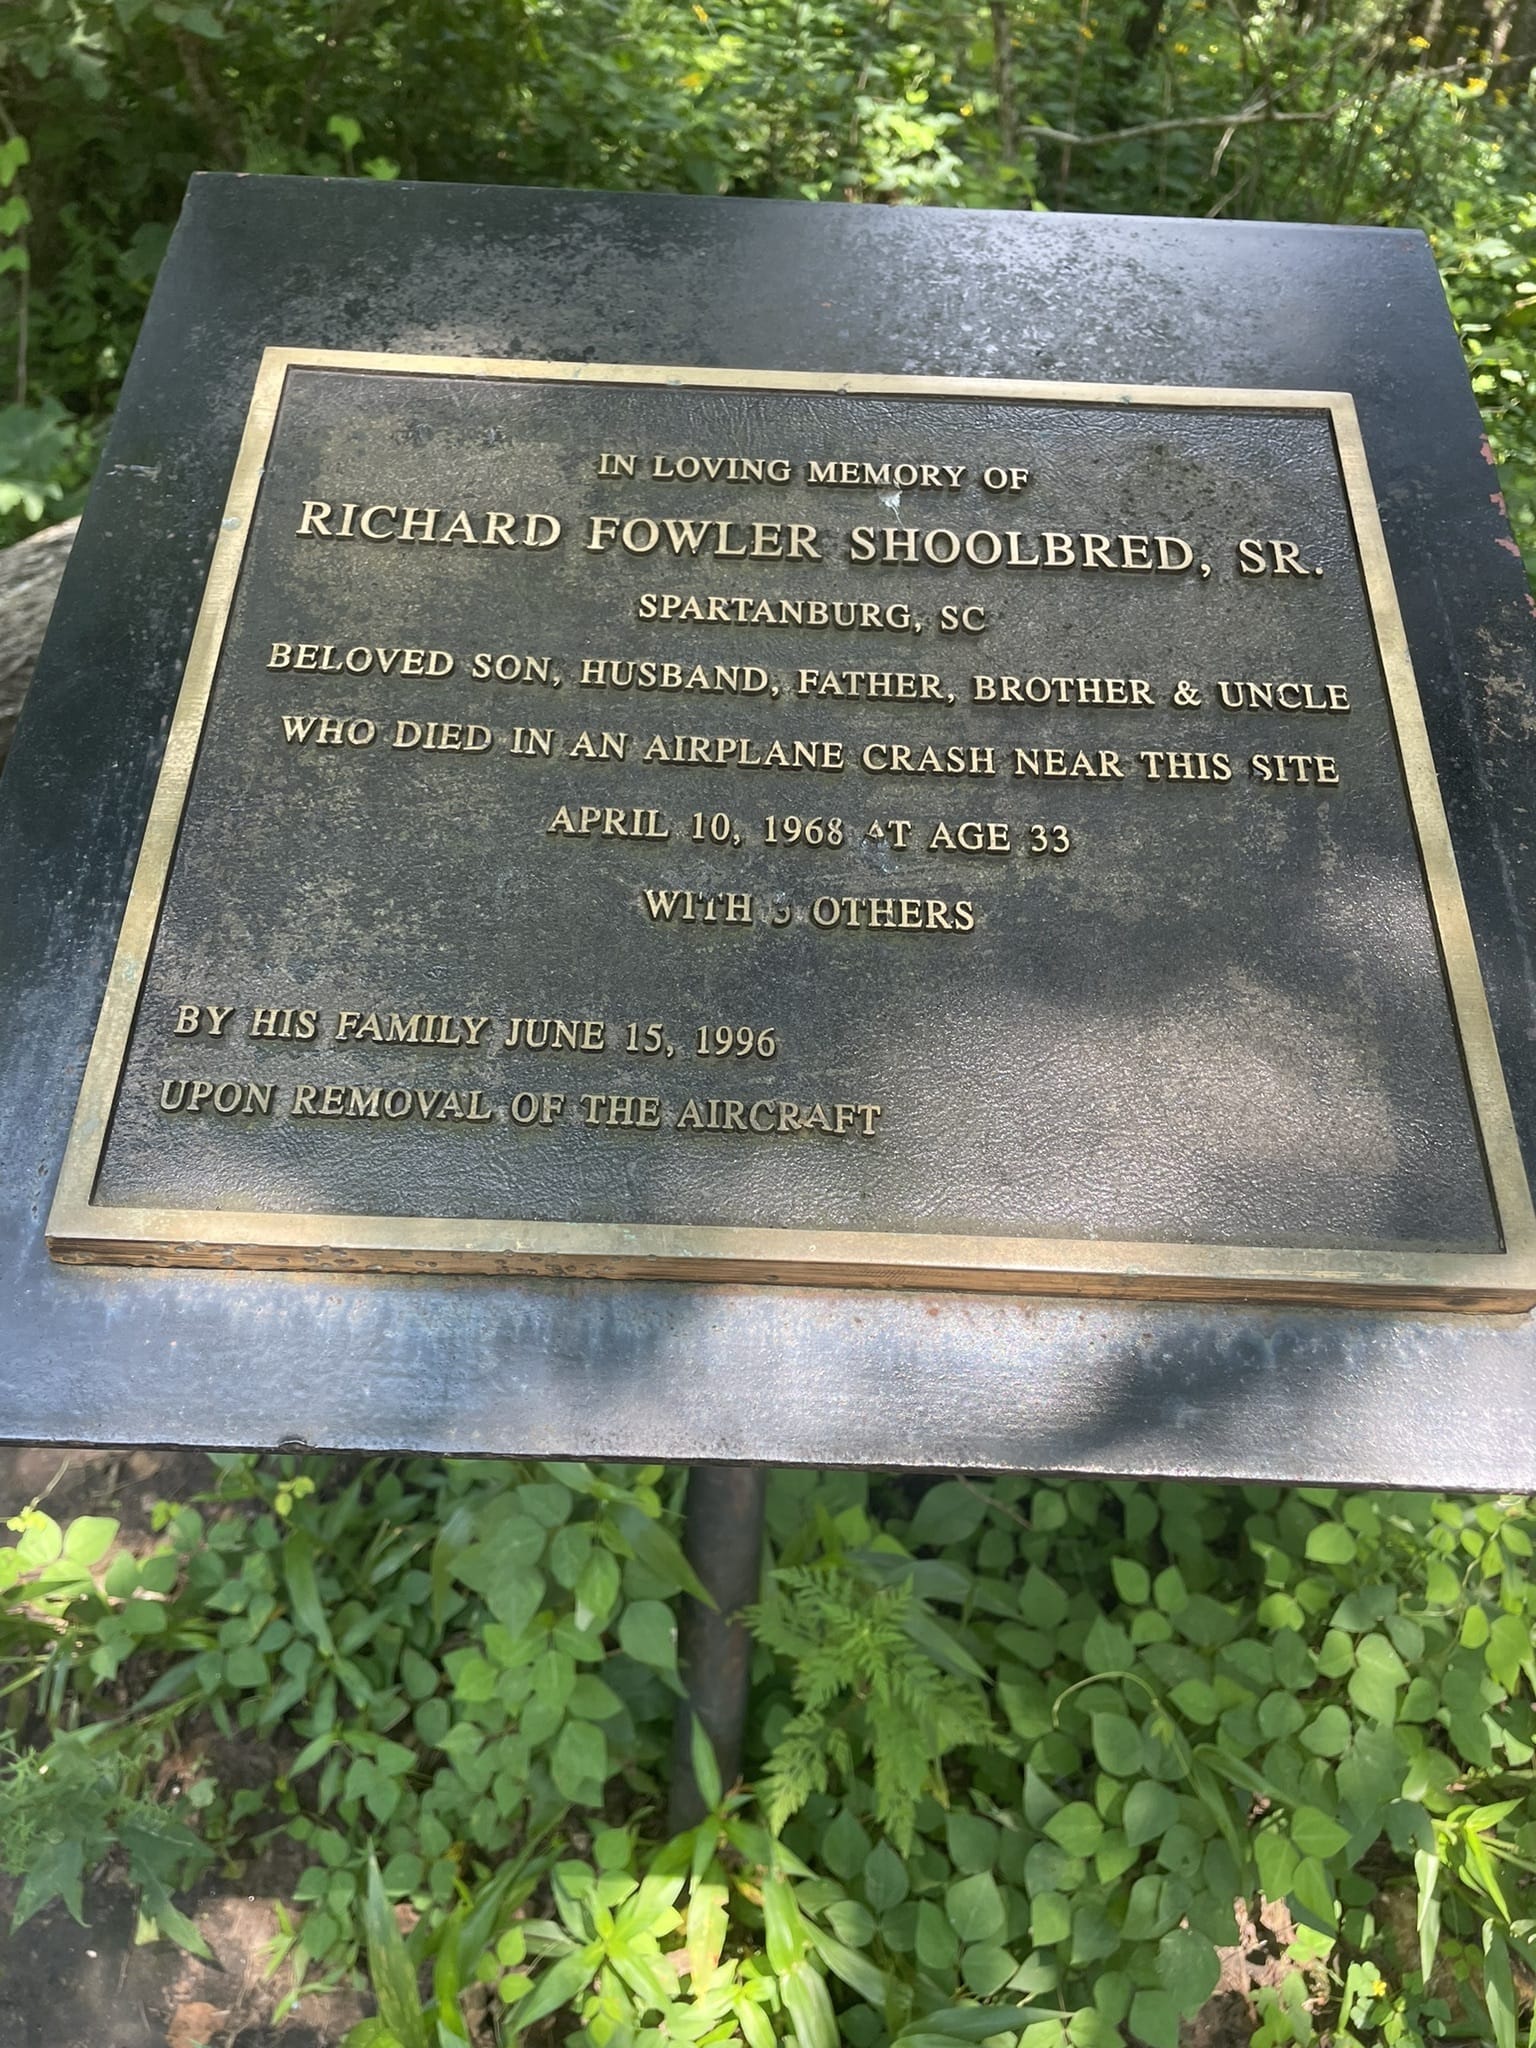 IN LOVING MEMORY OF
RICHARD FOWLER SHOOLBRED, SR.
SPARTANBURG, SC
BELOVED SON, HUSBAND, FATHER, BROTHER & UNCLE
WHO DIED IN AN AIRPLANE CRASH NEAR THIS SITE
APRIL 10, 1968 AT AGE 33
WITH OTHERS
BY HIS FAMILY JUNE 15, 1996
UPON REMOVAL OF THE AIRCRAFT